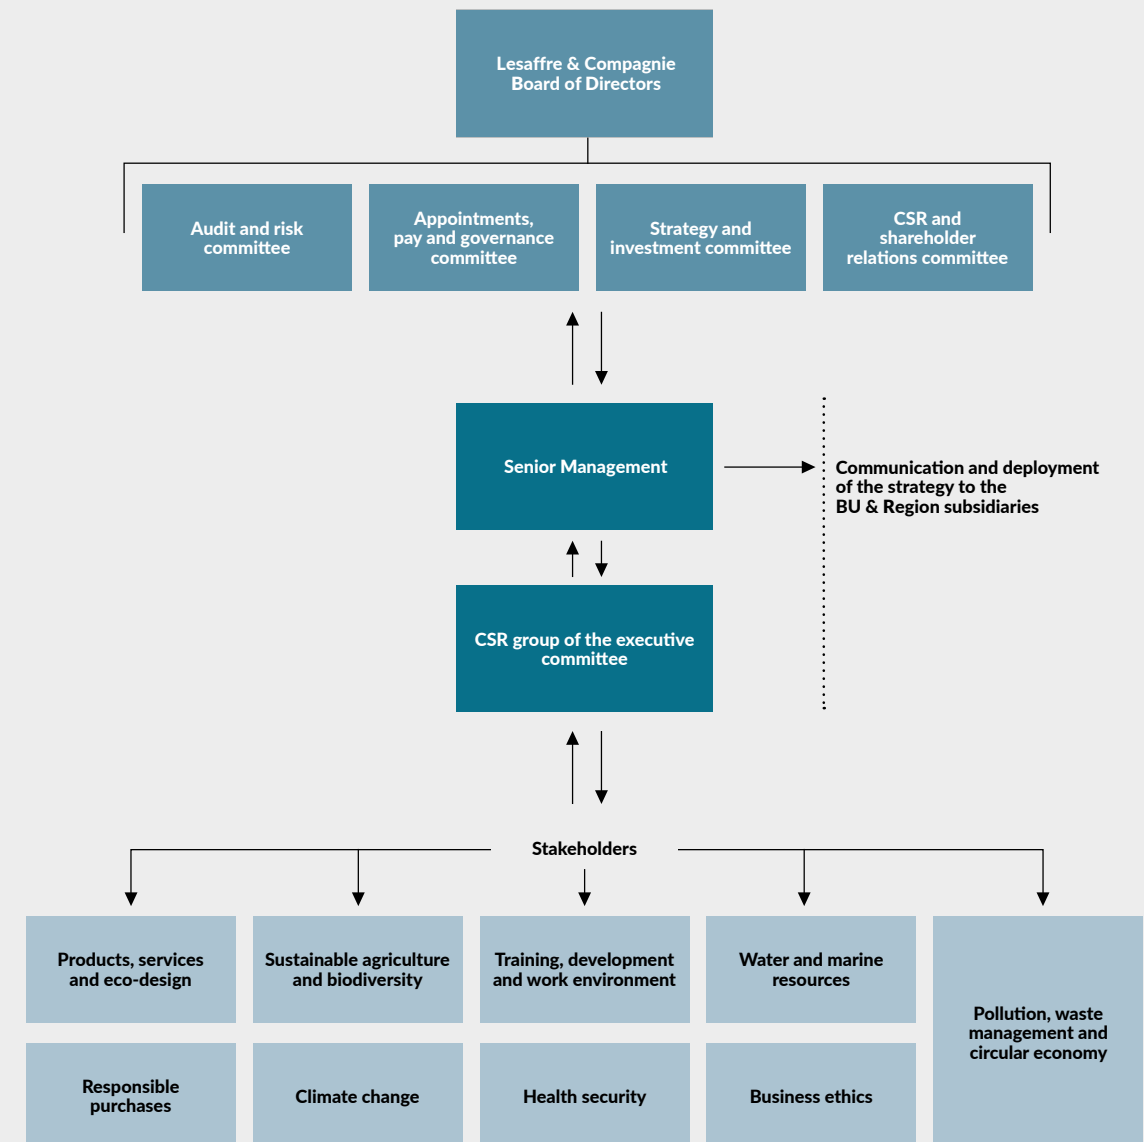 Lesaffre & Compagnie
Board of Directors
Audit and risk
committee
Appointments,
pay and governance
committee
Strategy and
investment committee
CSR and
shareholder
relations committee
Senior Management
Communication and deployment
of the strategy to the
BU & Region subsidiaries
CSR group of the executive
committee
Stakeholders
Products, services
and eco-design
Sustainable agriculture
and biodiversity
Training, development
and work environment
Water and marine
resources
Pollution, waste
management and
circular economy
Responsible
purchases
Climate change
Health security
Business ethics